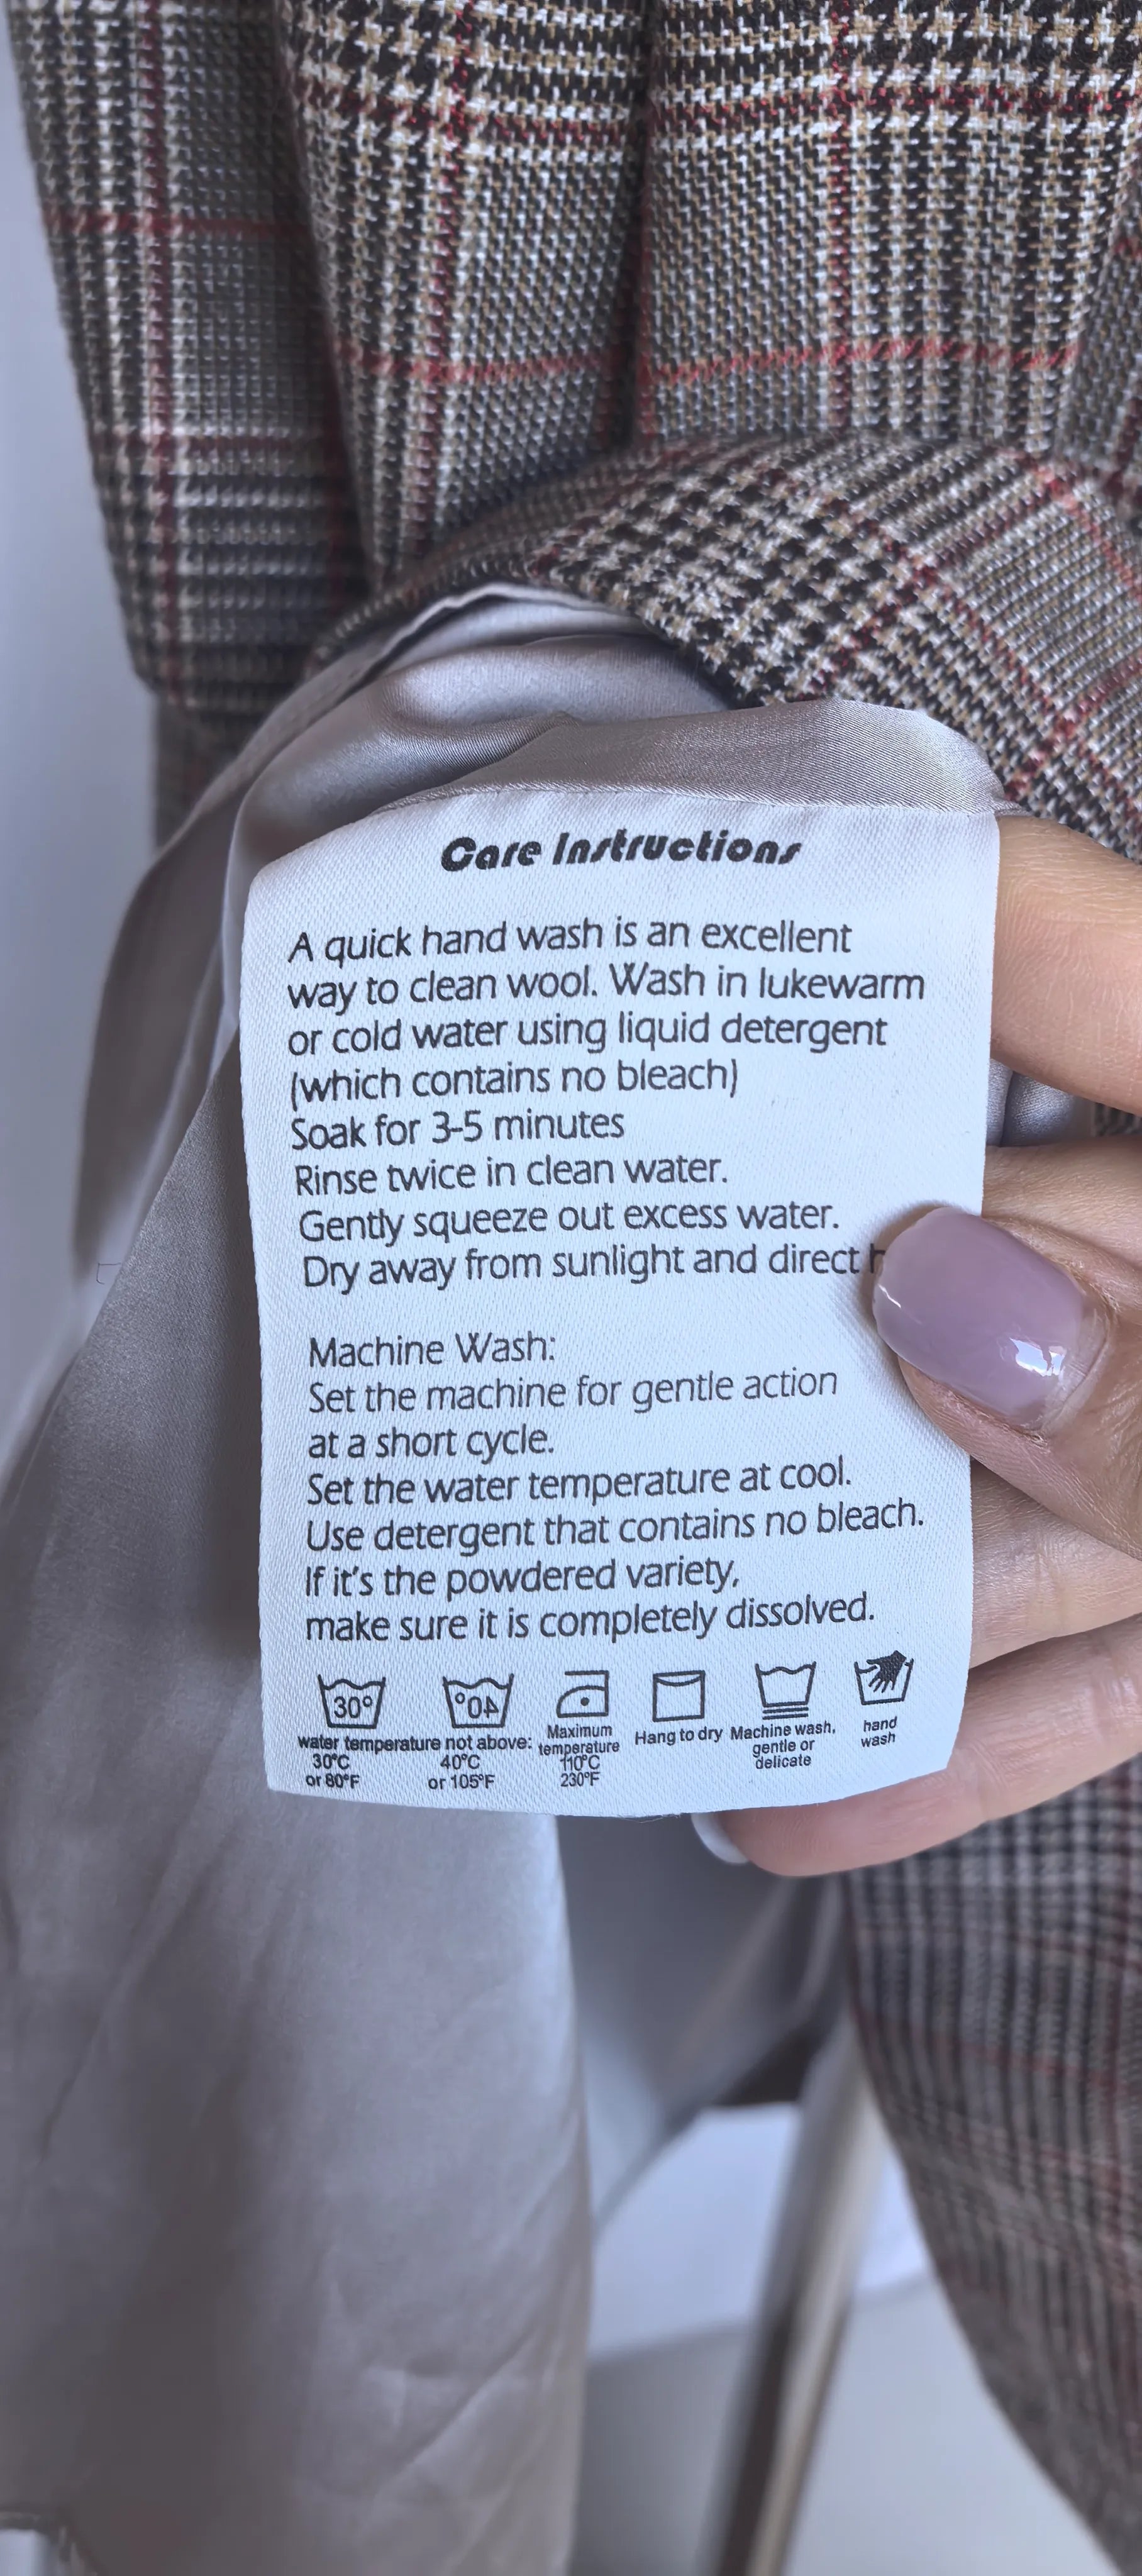 Care Instructions
A quick hand wash is an excellent
way to clean wool. Wash in lukewarm
or cold water using liquid detergent
(which contains no bleach)
Soak for 3-5 minutes
Rinse twice in clean water.
Gently squeeze out excess water.
Dry away from sunlight and direct
Machine Wash:
Set the machine for gentle action
at a short cycle.
Set the water temperature at cool.
Use detergent that contains no bleach.
If it's the powdered variety,
make sure it is completely dissolved.
30° 40°
water temperature not above:
30°C 40°C
or 80°F or 105°F
Maximum
temperature
110°C
230°F
Hang to dry
Machine wash,
gentle or
delicate
hand
wash